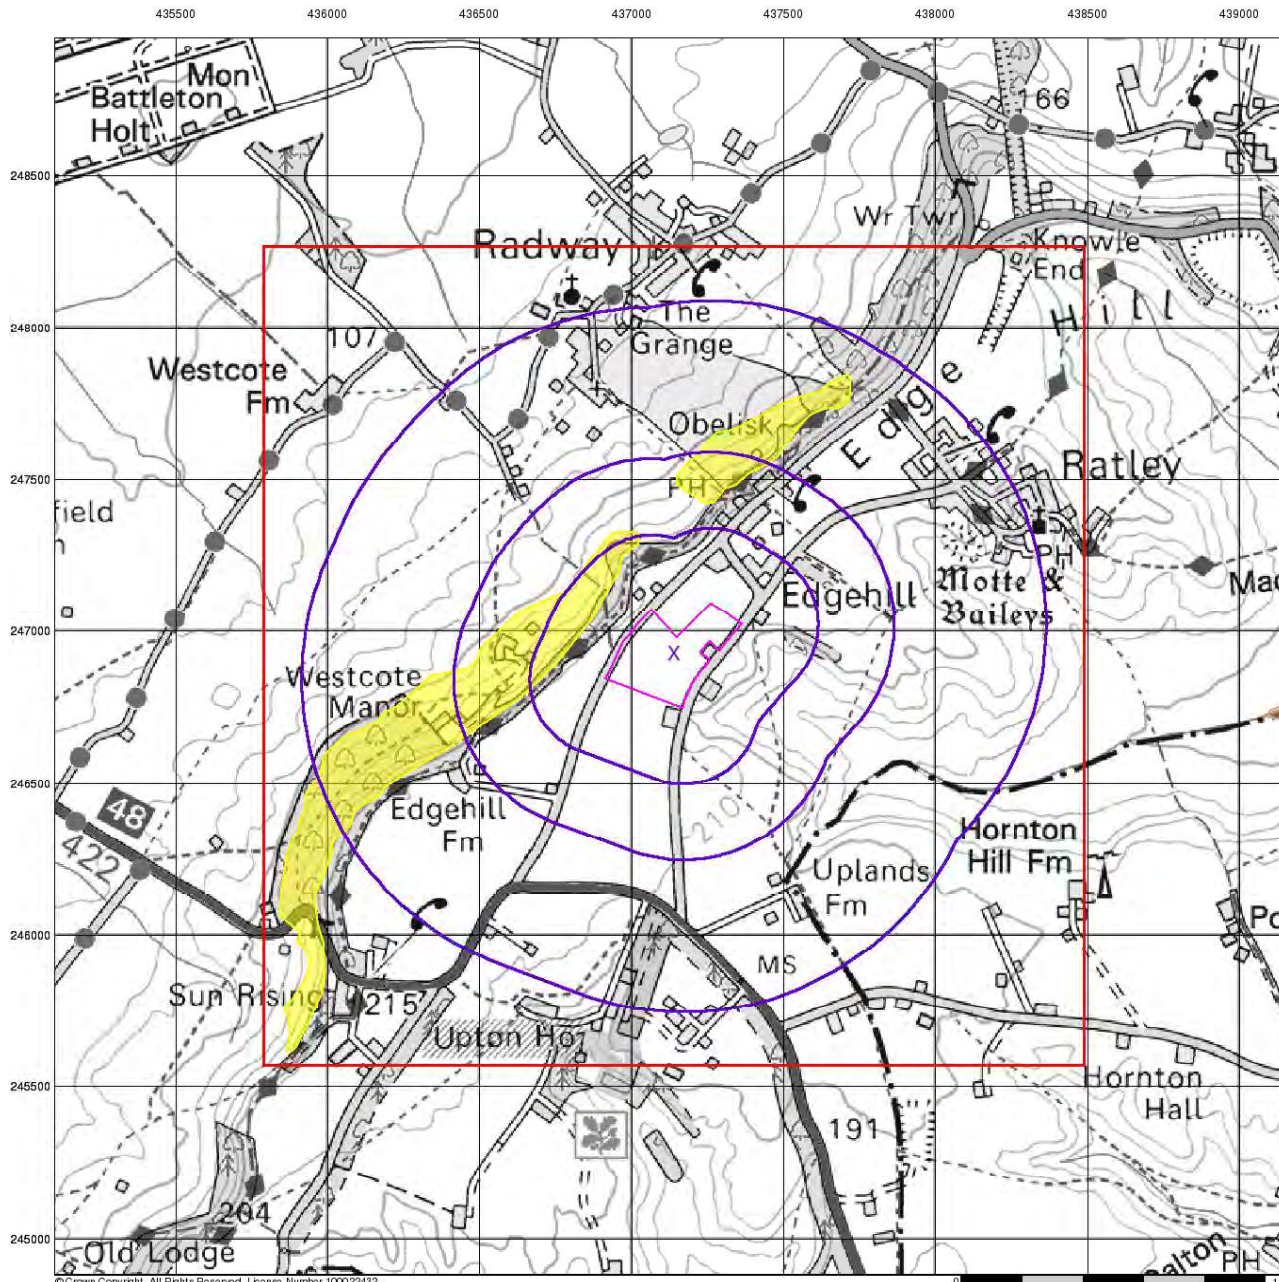 435500 436000 436500 437000 437500 438000 438500 439000
248500
248000
247500
247000
246500
246000
245500
245000
Mon
Battleton
Holt
166
Wr Twr
Radway
Knowle
End
Hill
The
Grange
107
Westcote
Fm
Obelisk
Edge
PH
Ratley
field
Edgehill
Motte &
Baileys
PH
Westcote
Manor
X
48
422
Edgehill
Fm
210
Hornton
Hill Fm
Uplands
Fm
MS
Sun Rising
215
Upton Ho
Hornton
Hall
191
204
Old Lodge
PH
© Crown Copyright. All Rights Reserved. License Number 100022432
0